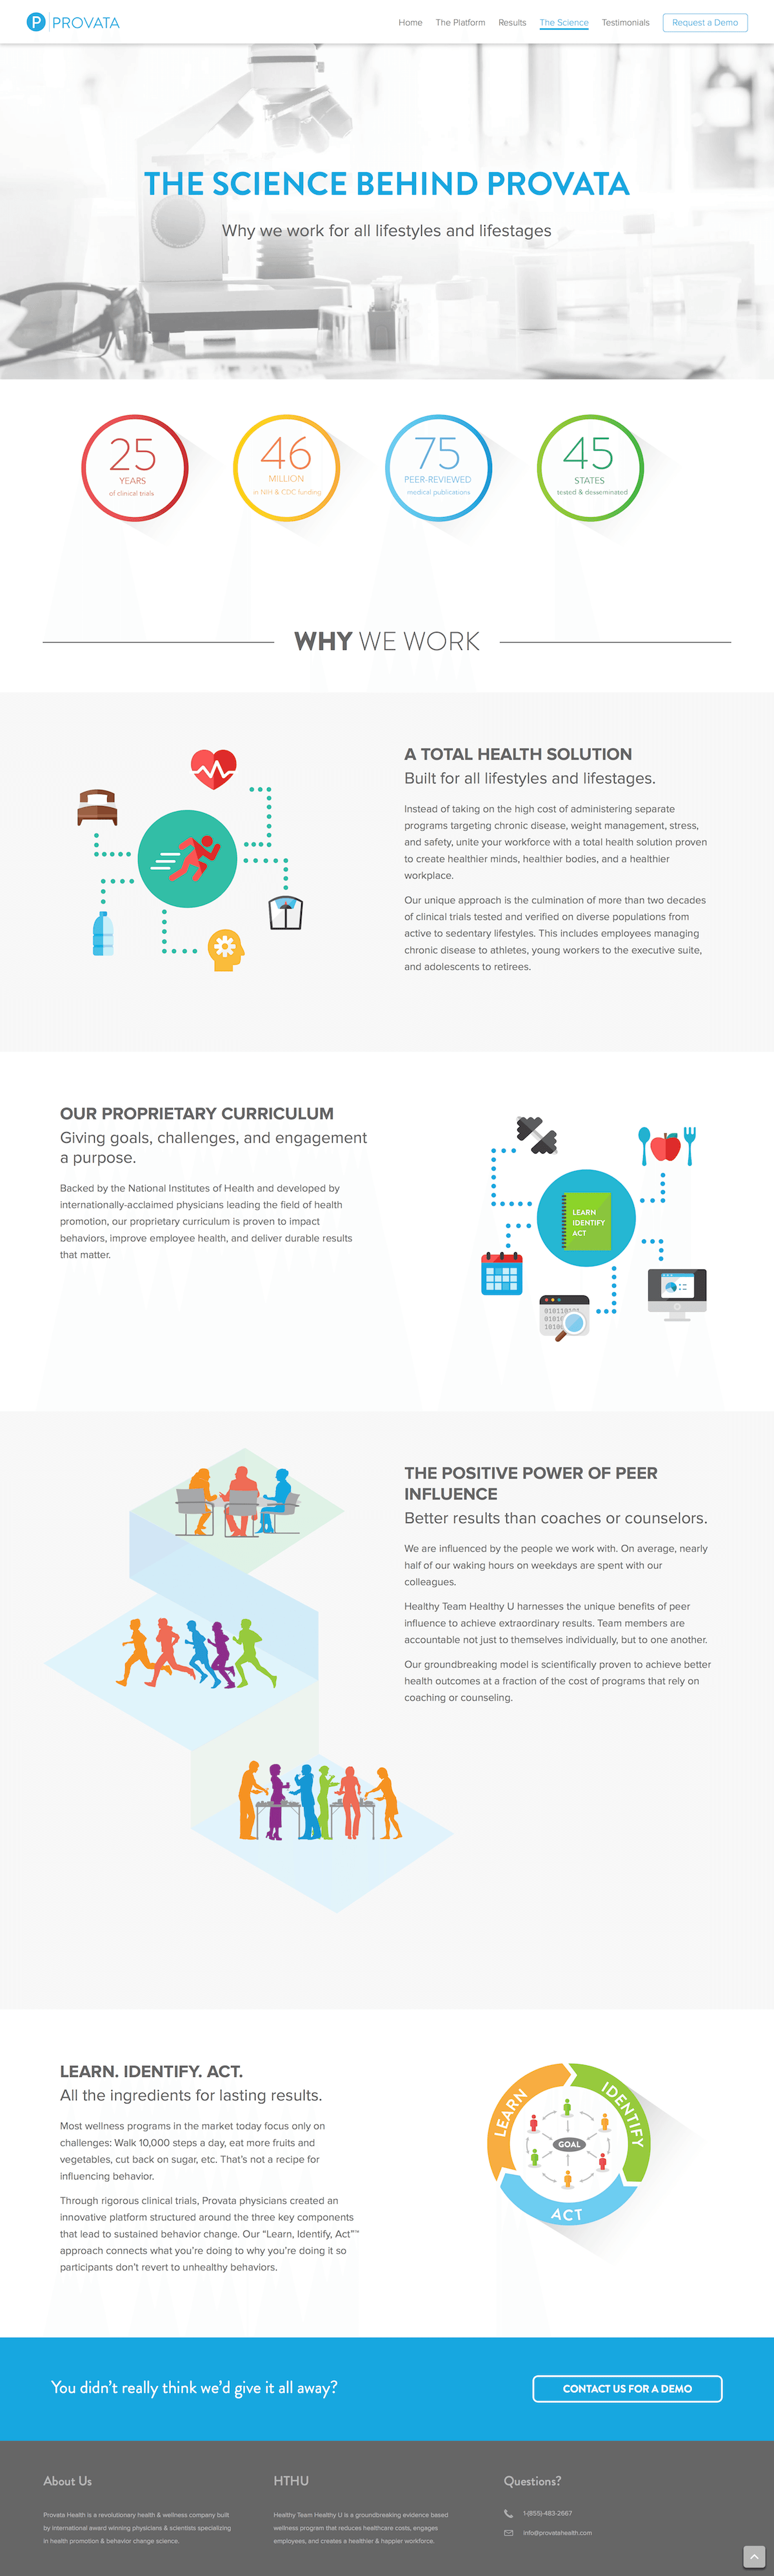 P PROVATA
Home The Platform Results The Science Testimonials Request a Demo
THE SCIENCE BEHIND PROVATA
Why we work for all lifestyles and lifestages
25
YEARS
of clinical trials
46
MILLION
in NIH & CDC funding
75
PEER-REVIEWED
medical publications
45
STATES
tested & desseminated
WHY WE WORK
A TOTAL HEALTH SOLUTION
Built for all lifestyles and lifestages.
Instead of taking on the high cost of administering separate
programs targeting chronic disease, weight management, stress,
and safety, unite your workforce with a total health solution proven
to create healthier minds, healthier bodies, and a healthier
workplace.
Our unique approach is the culmination of more than two decades
of clinical trials tested and verified on diverse populations from
active to sedentary lifestyles. This includes employees managing
chronic disease to athletes, young workers to the executive suite,
and adolescents to retirees.
OUR PROPRIETARY CURRICULUM
Giving goals, challenges, and engagement
a purpose.
Backed by the National Institutes of Health and developed by
internationally-acclaimed physicians leading the field of health
promotion, our proprietary curriculum is proven to impact
behaviors, improve employee health, and deliver durable results
that matter.
LEARN
IDENTIFY
ACT
THE POSITIVE POWER OF PEER
INFLUENCE
Better results than coaches or counselors.
We are influenced by the people we work with. On average, nearly
half of our waking hours on weekdays are spent with our
colleagues.
Healthy Team Healthy U harnesses the unique benefits of peer
influence to achieve extraordinary results. Team members are
accountable not just to themselves individually, but to one another.
Our groundbreaking model is scientifically proven to achieve better
health outcomes at a fraction of the cost of programs that rely on
coaching or counseling.
LEARN. IDENTIFY. ACT.
All the ingredients for lasting results.
Most wellness programs in the market today focus only on
challenges: Walk 10,000 steps a day, eat more fruits and
vegetables, cut back on sugar, etc. That's not a recipe for
influencing behavior.
Through rigorous clinical trials, Provata physicians created an
innovative platform structured around the three key components
that lead to sustained behavior change. Our "Learn, Identify, Act"™
approach connects what you're doing to why you're doing it so
participants don't revert to unhealthy behaviors.
LEARN
IDENTIFY
GOAL
ACT
You didn't really think we'd give it all away?
CONTACT US FOR A DEMO
About Us
Provata Health is a revolutionary health & wellness company built
by international award winning physicians & scientists specializing
in health promotion & behavior change science.
HTHU
Healthy Team Healthy U is a groundbreaking evidence based
wellness program that reduces healthcare costs, engages
employees, and creates a healthier & happier workforce.
Questions?
1-(855)-483-2667
info@provatahealth.com